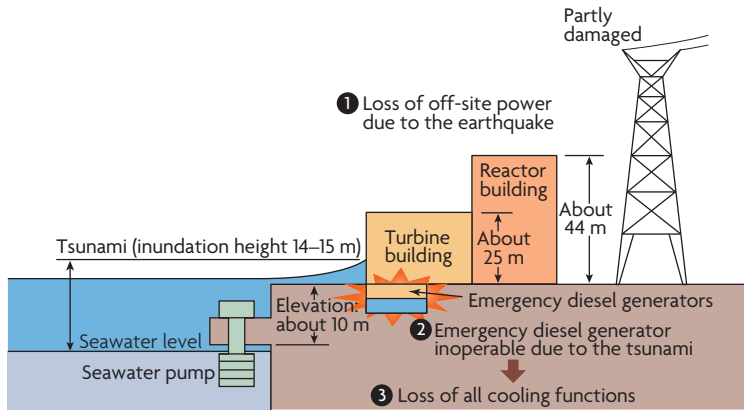 Partly
damaged
1 Loss of off-site power
due to the earthquake
Reactor
building
About
44 m
Turbine
building
About
25 m
Tsunami (inundation height 14–15 m)
Elevation:
about 10 m
Emergency diesel generators
Seawater level
2 Emergency diesel generator
inoperable due to the tsunami
Seawater pump
3 Loss of all cooling functions